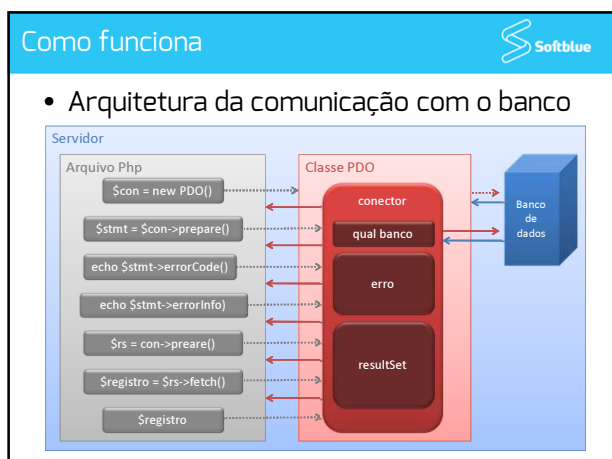 Como funciona
Softblue
• Arquitetura da comunicação com o banco
Servidor
Arquivo Php
$con = new PDO()
$stmt = $con->prepare()
echo $stmt->errorCode()
echo $stmt->errorInfo)
$rs = con->preare()
$registro = $rs->fetch()
$registro
Classe PDO
conector
qual banco
erro
resultSet
Banco
de
dados